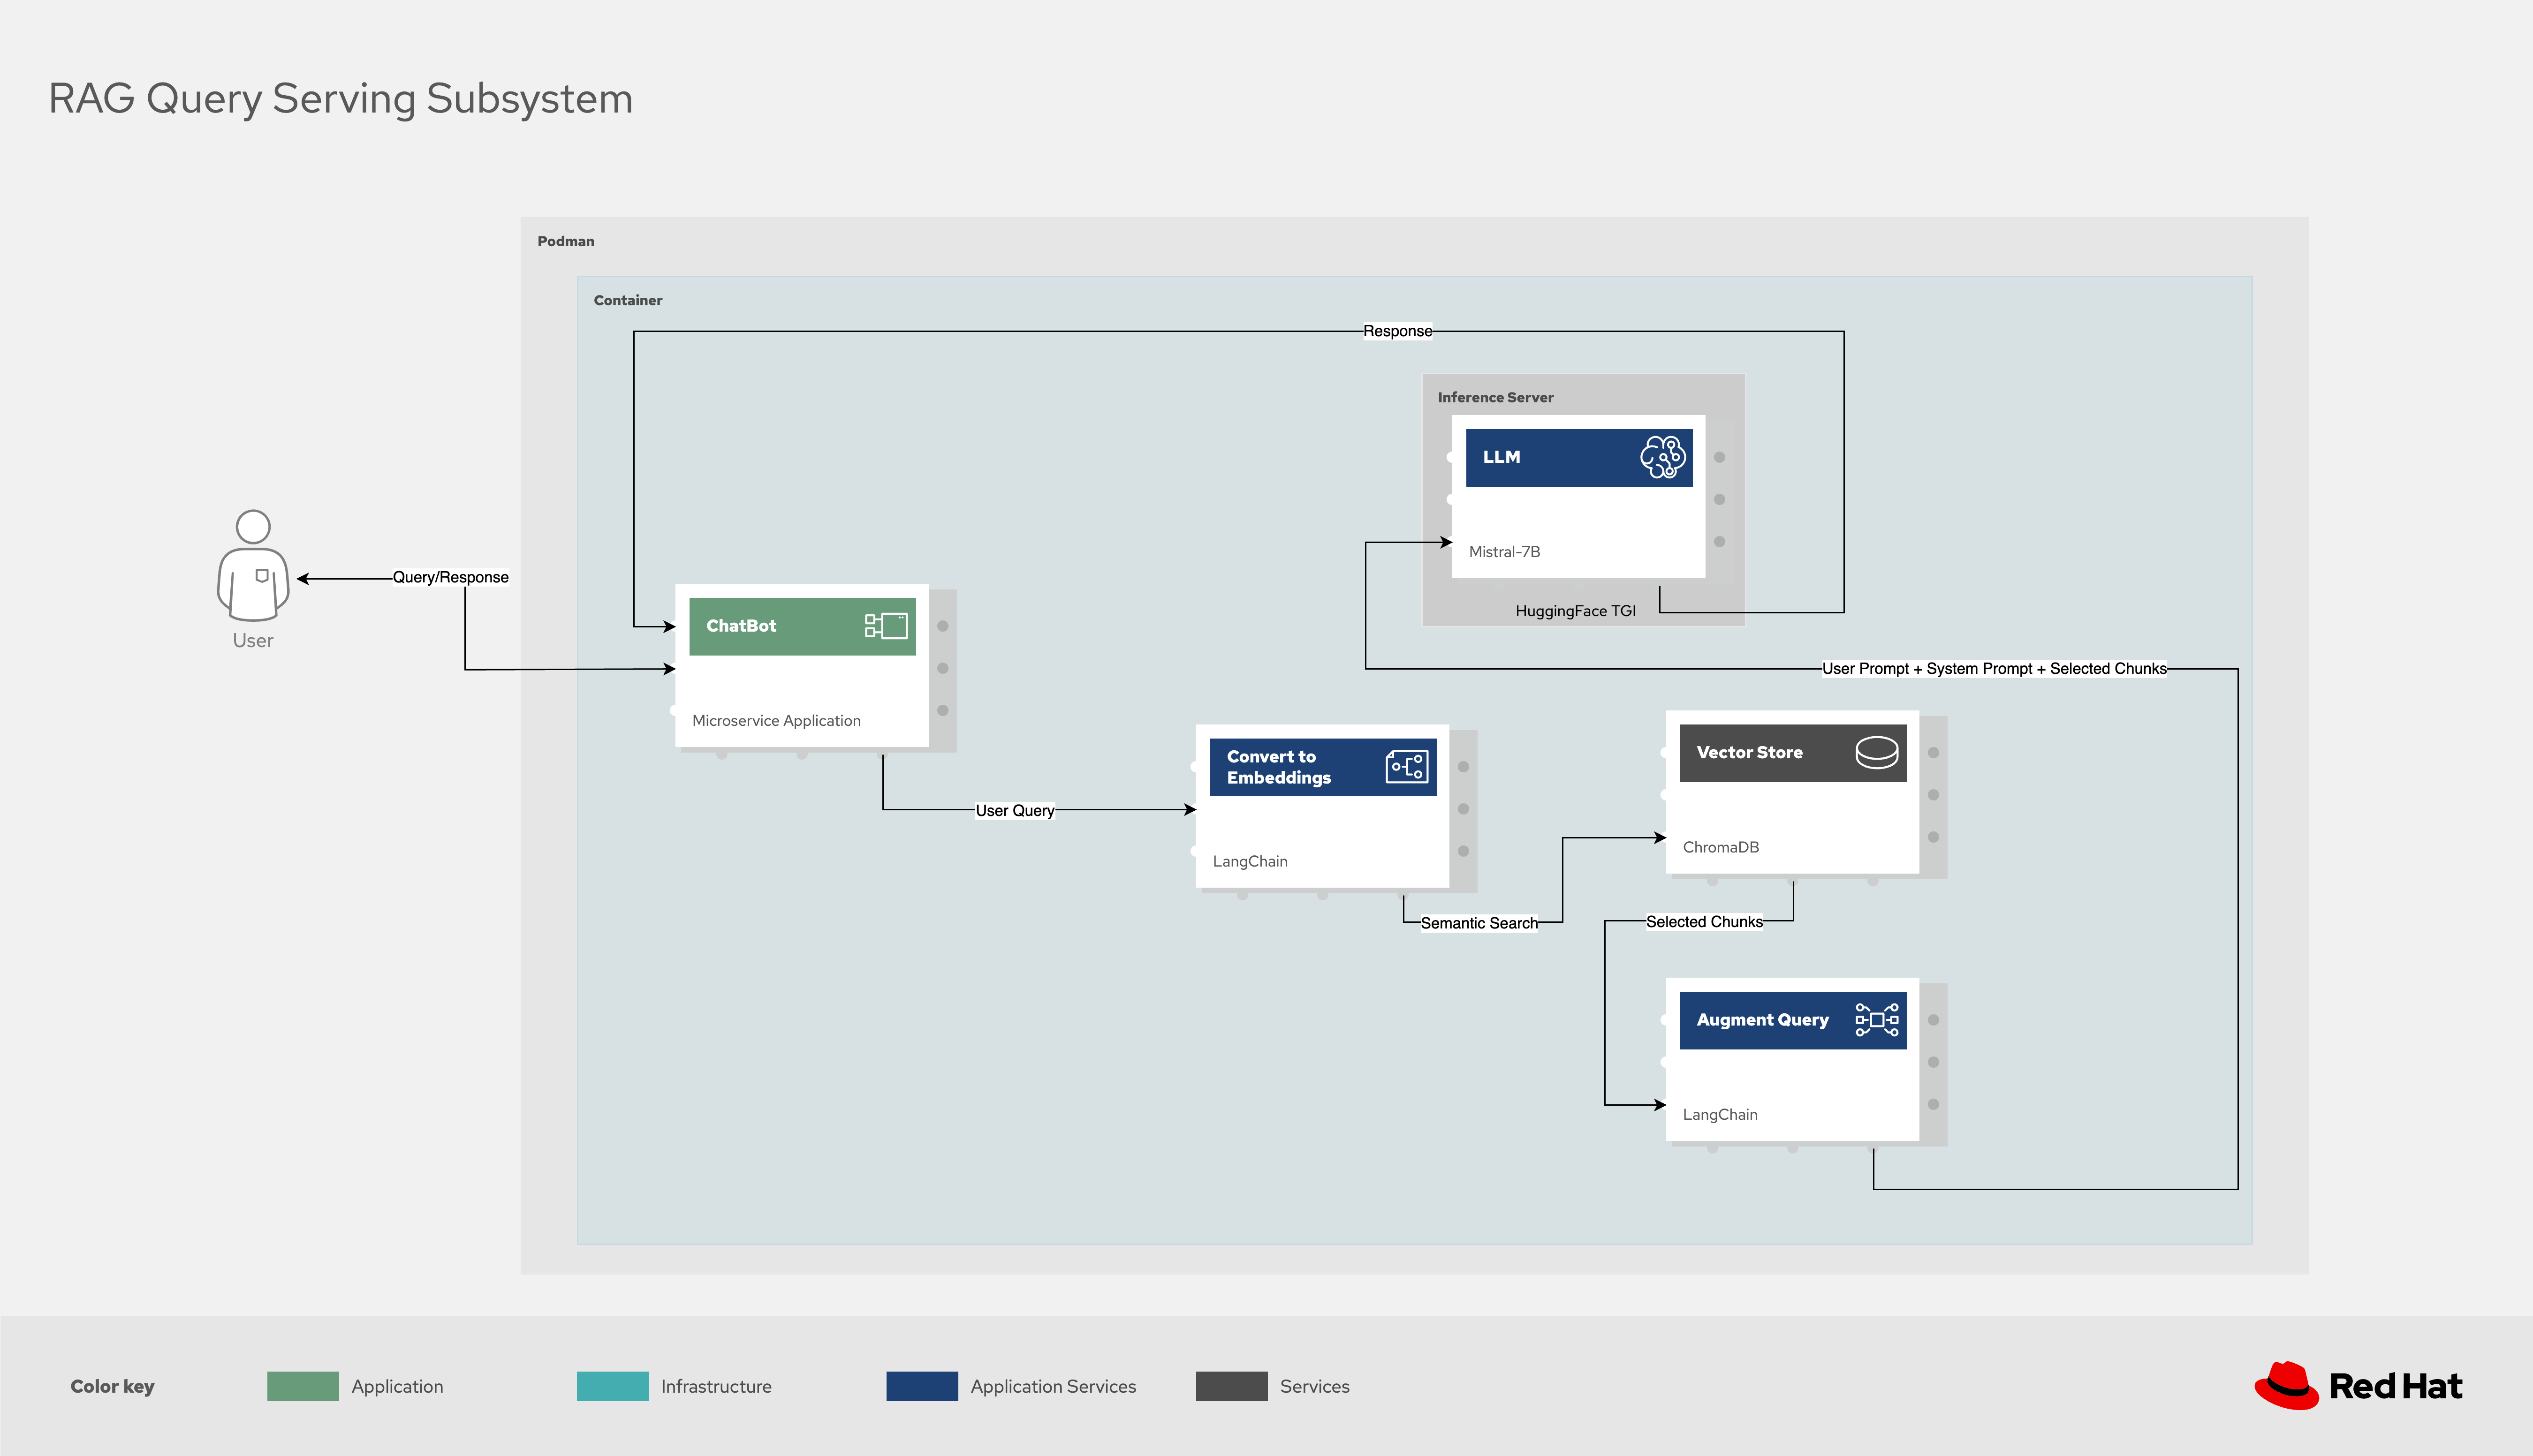 RAG Query Serving Subsystem
Podman
Container
Response
Inference Server
LLM
Mistral-7B
HuggingFace TGI
Query/Response
User
ChatBot
Microservice Application
User Prompt + System Prompt + Selected Chunks
User Query
Convert to
Embeddings
LangChain
Vector Store
ChromaDB
Semantic Search
Selected Chunks
Augment Query
LangChain
Color key
Application
Infrastructure
Application Services
Services
Red Hat